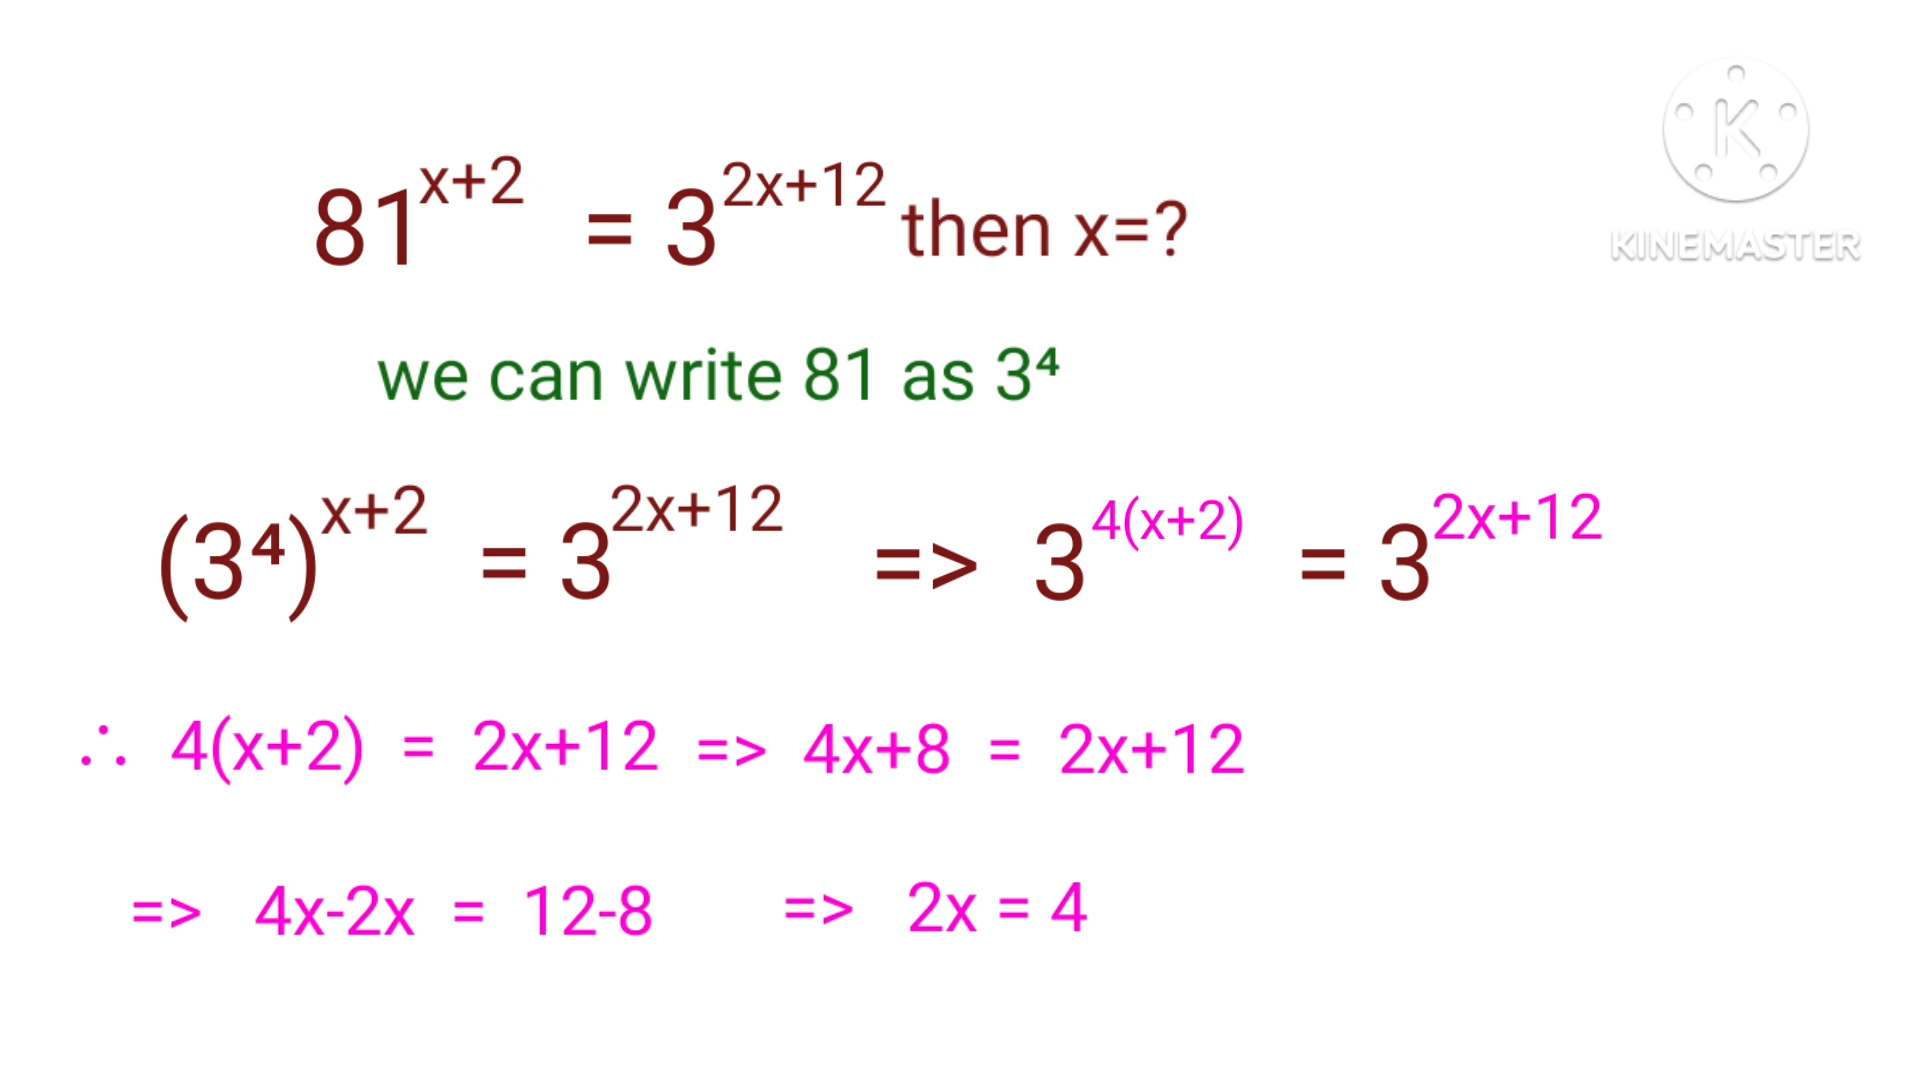 81^{x+2} = 3^{2x+12} then x=?
KINEMASTER
we can write 81 as 3⁴
(3⁴)^{x+2} = 3^{2x+12} => 3^{4(x+2)} = 3^{2x+12}
∴ 4(x+2) = 2x+12 => 4x+8 = 2x+12
=> 4x-2x = 12-8 => 2x = 4